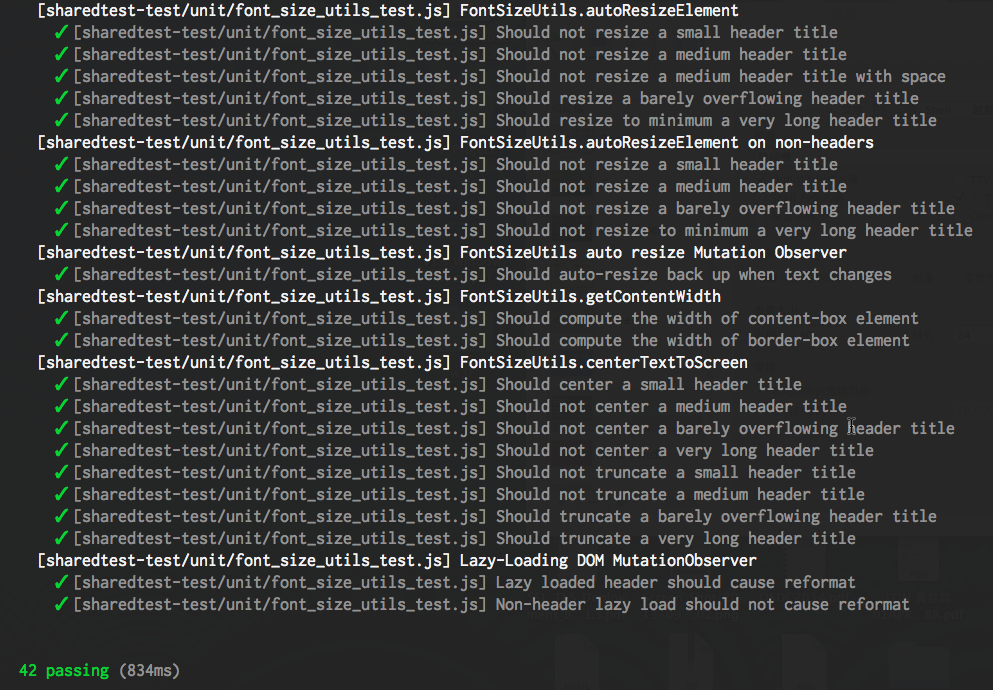 [sharedtest-test/unit/font_size_utils_test.js] FontSizeUtils.autoResizeElement
✓ [sharedtest-test/unit/font_size_utils_test.js] Should not resize a small header title
✓ [sharedtest-test/unit/font_size_utils_test.js] Should not resize a medium header title
✓ [sharedtest-test/unit/font_size_utils_test.js] Should not resize a medium header title with space
✓ [sharedtest-test/unit/font_size_utils_test.js] Should resize a barely overflowing header title
✓ [sharedtest-test/unit/font_size_utils_test.js] Should resize to minimum a very long header title
[sharedtest-test/unit/font_size_utils_test.js] FontSizeUtils.autoResizeElement on non-headers
✓ [sharedtest-test/unit/font_size_utils_test.js] Should not resize a small header title
✓ [sharedtest-test/unit/font_size_utils_test.js] Should not resize a medium header title
✓ [sharedtest-test/unit/font_size_utils_test.js] Should not resize a barely overflowing header title
✓ [sharedtest-test/unit/font_size_utils_test.js] Should not resize to minimum a very long header title
[sharedtest-test/unit/font_size_utils_test.js] FontSizeUtils auto resize Mutation Observer
✓ [sharedtest-test/unit/font_size_utils_test.js] Should auto-resize back up when text changes
[sharedtest-test/unit/font_size_utils_test.js] FontSizeUtils.getContentWidth
✓ [sharedtest-test/unit/font_size_utils_test.js] Should compute the width of content-box element
✓ [sharedtest-test/unit/font_size_utils_test.js] Should compute the width of border-box element
[sharedtest-test/unit/font_size_utils_test.js] FontSizeUtils.centerTextToScreen
✓ [sharedtest-test/unit/font_size_utils_test.js] Should center a small header title
✓ [sharedtest-test/unit/font_size_utils_test.js] Should not center a medium header title
✓ [sharedtest-test/unit/font_size_utils_test.js] Should not center a barely overflowing header title
✓ [sharedtest-test/unit/font_size_utils_test.js] Should not center a very long header title
✓ [sharedtest-test/unit/font_size_utils_test.js] Should not truncate a small header title
✓ [sharedtest-test/unit/font_size_utils_test.js] Should not truncate a medium header title
✓ [sharedtest-test/unit/font_size_utils_test.js] Should truncate a barely overflowing header title
✓ [sharedtest-test/unit/font_size_utils_test.js] Should truncate a very long header title
[sharedtest-test/unit/font_size_utils_test.js] Lazy-Loading DOM MutationObserver
✓ [sharedtest-test/unit/font_size_utils_test.js] Lazy loaded header should cause reformat
✓ [sharedtest-test/unit/font_size_utils_test.js] Non-header lazy load should not cause reformat
42 passing (834ms)